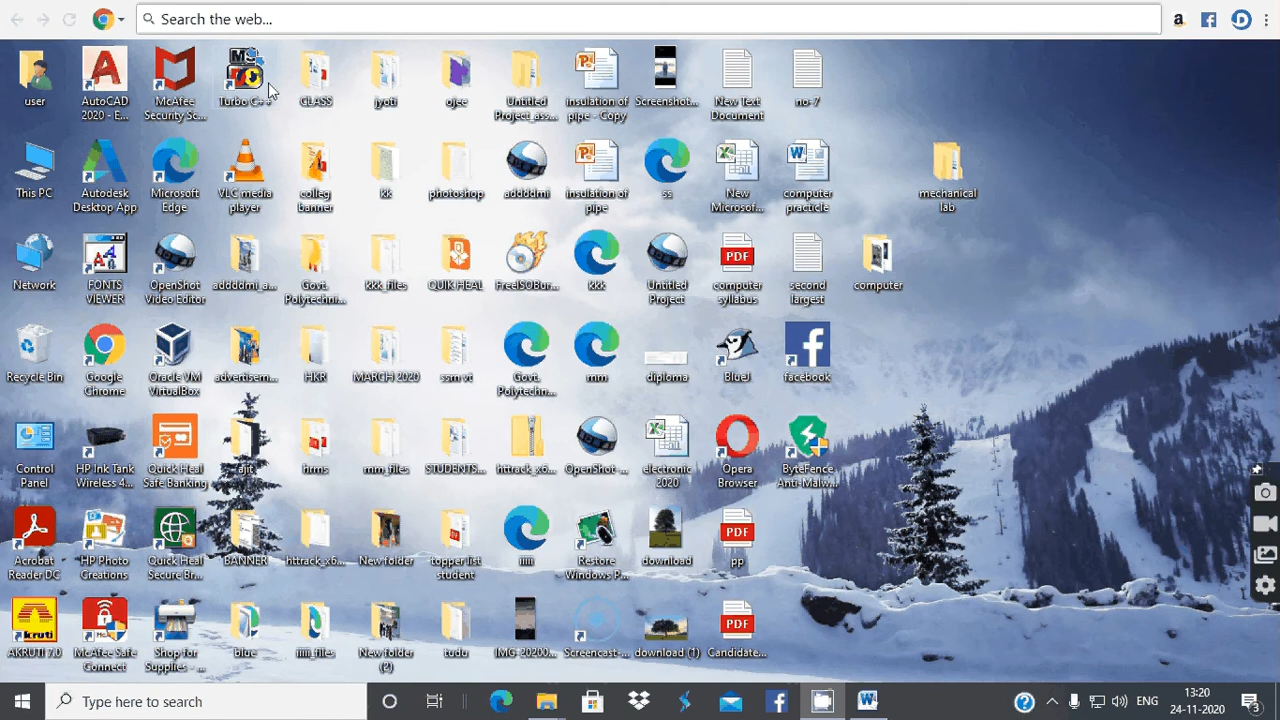 Search the web...
user
AutoCAD
2020 - E...
McAfee
Security Sc...
Turbo C++
CLASS
jyoti
ojee
Untitled
Project_ass...
insulation of
pipe - Copy
Screenshot...
New Text
Document
no-7
This PC
Autodesk
Desktop App
Microsoft
Edge
VLC media
player
colleg
banner
kk
photoshop
addddmi
insulation of
pipe
ss
New
Microsof...
computer
practicle
mechanical
lab
Network
FONTS
VIEWER
OpenShot
Video Editor
addddmi_a...
Govt.
Polytechni...
kkk_files
QUIK HEAL
FreeISOBur...
kkk
Untitled
Project
computer
syllabus
second
largest
computer
Recycle Bin
Google
Chrome
Oracle VM
VirtualBox
advertisem...
HKR
MARCH 2020
ssm vt
Govt.
Polytechn...
mm
diploma
BlueJ
facebook
Control
Panel
HP Ink Tank
Wireless 4...
Quick Heal
Safe Banking
ajit
hrms
mm_files
STUDENTS...
httrack_x6...
OpenShot-...
electronic
2020
Opera
Browser
ByteFence
Anti-Malw...
Acrobat
Reader DC
HP Photo
Creations
Quick Heal
Secure Br...
BANNER
httrack_x6...
New folder
topper list
student
Restore
Windows P...
download
pp
AKRUTI 7.0
McAfee Safe
Connect
Shop for
Supplies - ...
blue
New folder
(2)
tudu
IMG_20200...
Screencast-...
download (1)
Candidate...
Type here to search
ENG
13:20
24-11-2020
3